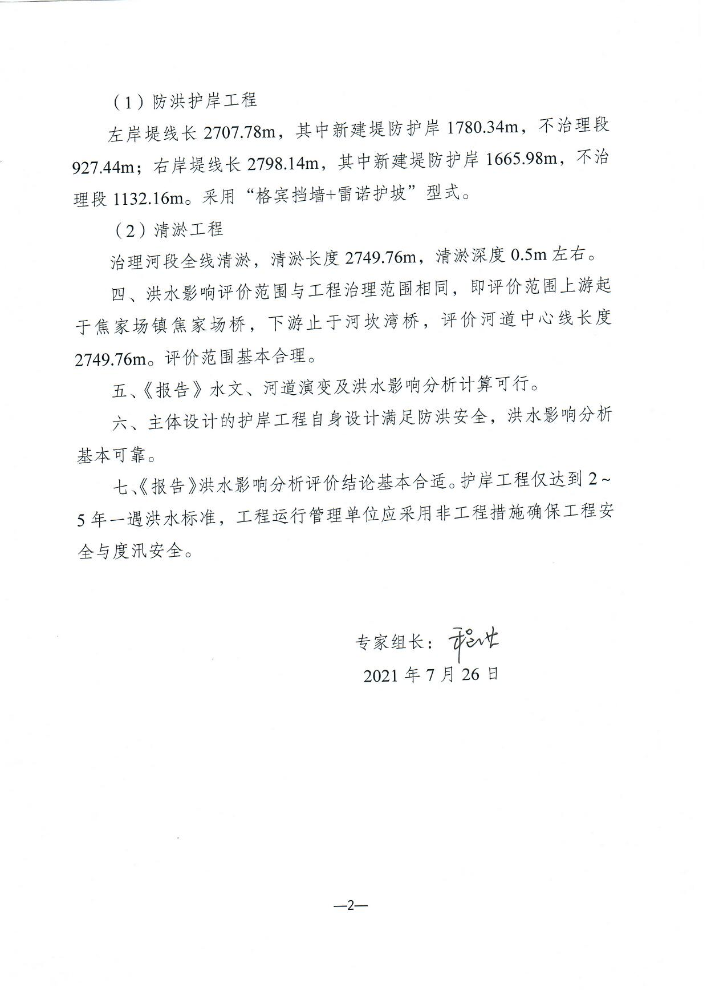 （1）防洪护岸工程
左岸堤线长 2707.78m，其中新建堤防护岸 1780.34m，不治理段
927.44m；右岸堤线长 2798.14m，其中新建堤防护岸 1665.98m，不治
理段 1132.16m。采用“格宾挡墙+雷诺护坡”型式。
（2）清淤工程
治理河段全线清淤，清淤长度 2749.76m，清淤深度 0.5m 左右。
四、洪水影响评价范围与工程治理范围相同，即评价范围上游起
于焦家场镇焦家场桥，下游止于河坎湾桥，评价河道中心线长度
2749.76m。评价范围基本合理。
五、《报告》水文、河道演变及洪水影响分析计算可行。
六、主体设计的护岸工程自身设计满足防洪安全，洪水影响分析
基本可靠。
七、《报告》洪水影响分析评价结论基本合适。护岸工程仅达到 2～
5 年一遇洪水标准，工程运行管理单位应采用非工程措施确保工程安
全与度汛安全。
专家组长：
2021 年 7 月 26 日
—2—